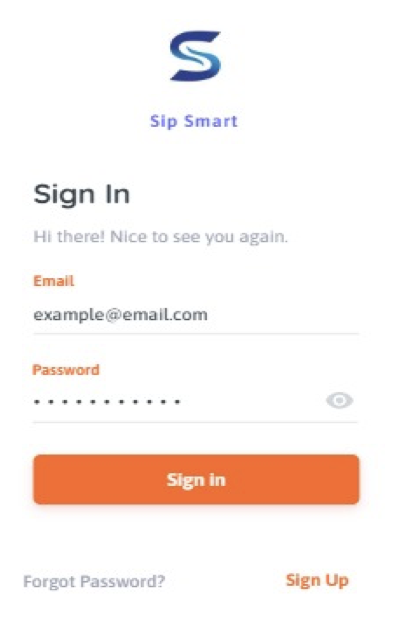 Sip Smart
Sign In
Hi there! Nice to see you again.
Email
example@email.com
Password
• • • • • • • • • • •
Sign in
Forgot Password? Sign Up